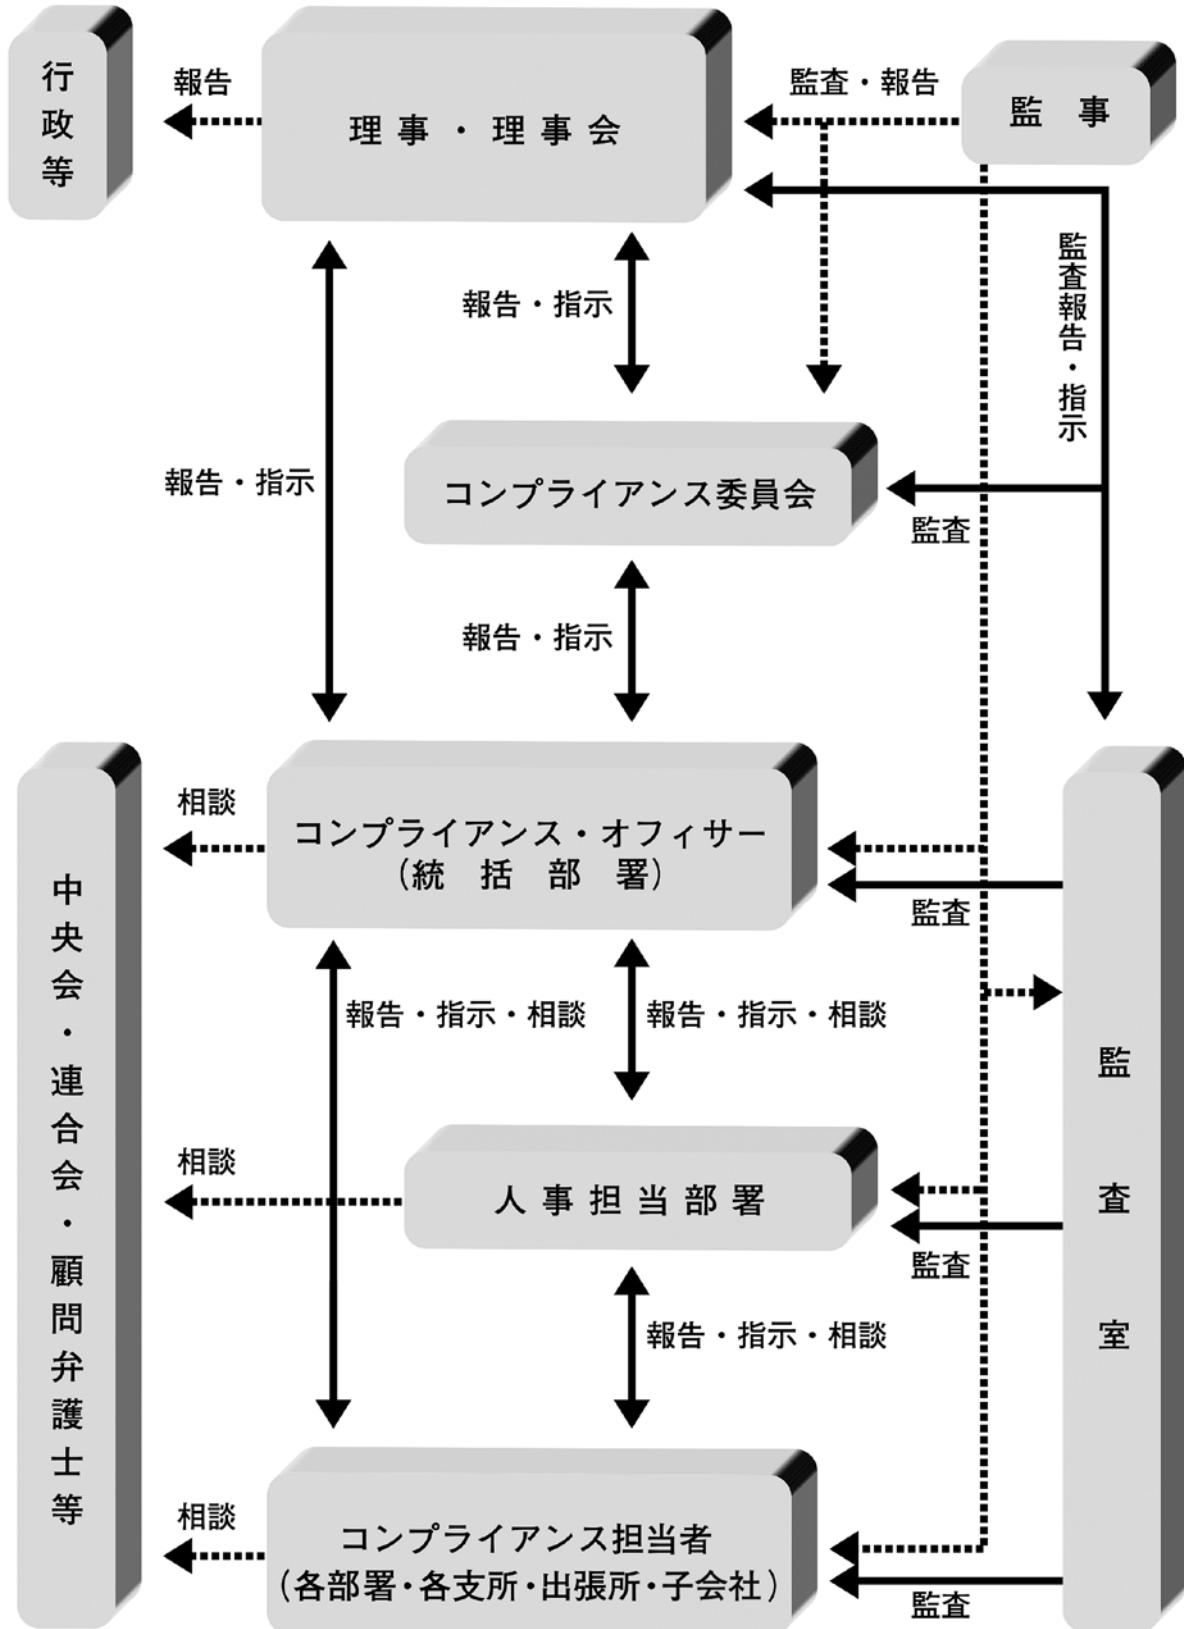 行政等
報告
理事・理事会
監査・報告
監事
報告・指示
監査報告・指示
報告・指示
コンプライアンス委員会
監査
報告・指示
相談
コンプライアンス・オフィサー
（統括部署）
監査
中央会・連合会・顧問弁護士等
報告・指示・相談
報告・指示・相談
監査室
相談
人事担当部署
監査
報告・指示・相談
相談
コンプライアンス担当者
（各部署・各支所・出張所・子会社）
監査